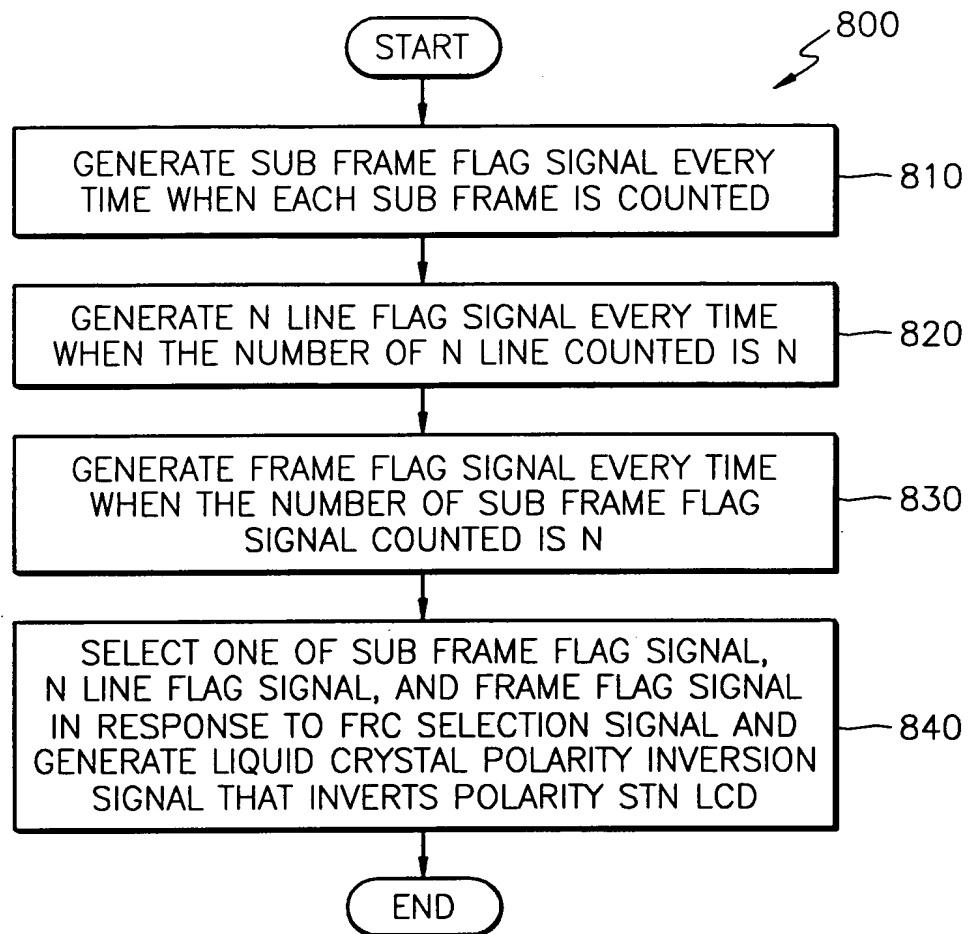 START
800
GENERATE SUB FRAME FLAG SIGNAL EVERY
TIME WHEN EACH SUB FRAME IS COUNTED
810
GENERATE N LINE FLAG SIGNAL EVERY TIME
WHEN THE NUMBER OF N LINE COUNTED IS N
820
GENERATE FRAME FLAG SIGNAL EVERY TIME
WHEN THE NUMBER OF SUB FRAME FLAG
SIGNAL COUNTED IS N
830
SELECT ONE OF SUB FRAME FLAG SIGNAL,
N LINE FLAG SIGNAL, AND FRAME FLAG SIGNAL
IN RESPONSE TO FRC SELECTION SIGNAL AND
GENERATE LIQUID CRYSTAL POLARITY INVERSION
SIGNAL THAT INVERTS POLARITY STN LCD
840
END